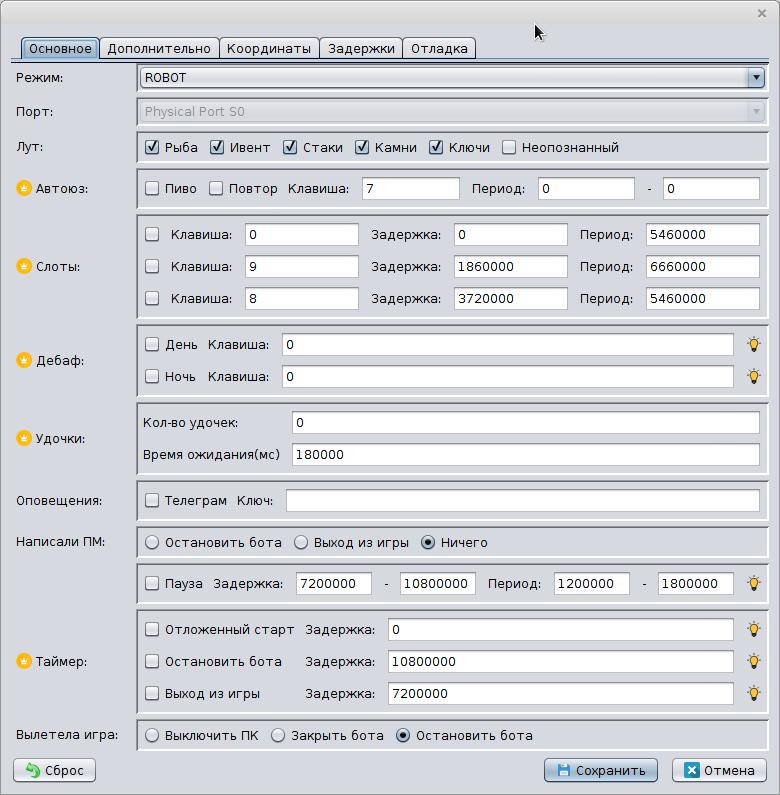 Основное Дополнительно Координаты Задержки Отладка
Режим: ROBOT
Порт: Physical Port S0
Лут: Рыба Ивент Стаки Камни Ключи Неопознанный
Автоюз: Пиво Повтор Клавиша: 7 Период: 0 - 0
Клавиша: 0 Задержка: 0 Период: 5460000
Слоты: Клавиша: 9 Задержка: 1860000 Период: 6660000
Клавиша: 8 Задержка: 3720000 Период: 5460000
День Клавиша: 0
Дебаф:
Ночь Клавиша: 0
Кол-во удочек: 0
Удочки:
Время ожидания(мс) 180000
Оповещения: Телеграм Ключ:
Написали ПМ: Остановить бота Выход из игры Ничего
Пауза Задержка: 7200000 - 10800000 Период: 1200000 - 1800000
Отложенный старт Задержка: 0
Таймер: Остановить бота Задержка: 10800000
Выход из игры Задержка: 7200000
Вылетела игра: Выключить ПК Закрыть бота Остановить бота
Сброс Сохранить Отмена